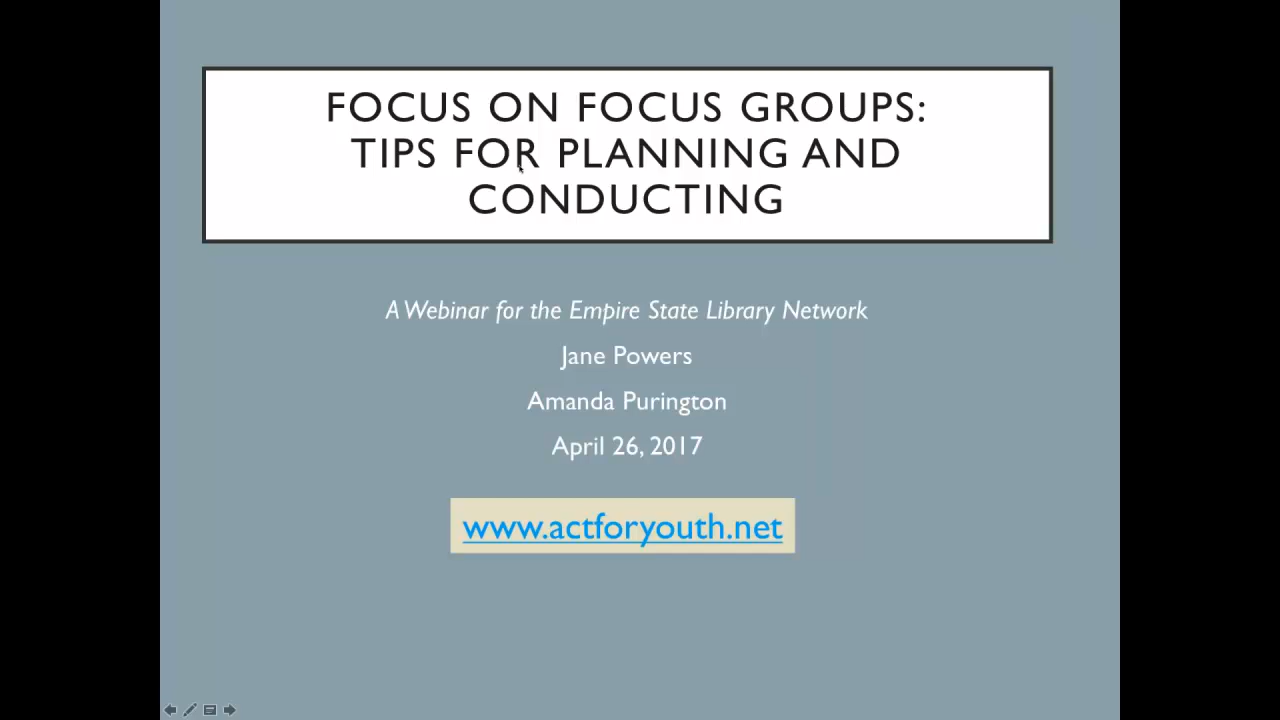 FOCUS ON FOCUS GROUPS:
TIPS FOR PLANNING AND
CONDUCTING
A Webinar for the Empire State Library Network
Jane Powers
Amanda Purington
April 26, 2017
www.actforyouth.net